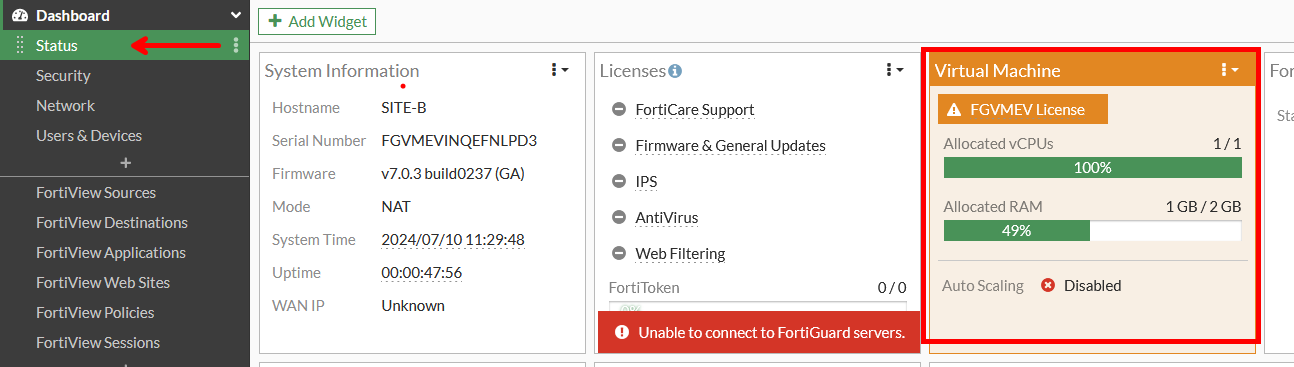 Dashboard
Status
Security
Network
Users & Devices
+
FortiView Sources
FortiView Destinations
FortiView Applications
FortiView Web Sites
FortiView Policies
FortiView Sessions
+ Add Widget
System Information
Hostname SITE-B
Serial Number FGVMEVINQEFNLPD3
Firmware v7.0.3 build0237 (GA)
Mode NAT
System Time 2024/07/10 11:29:48
Uptime 00:00:47:56
WAN IP Unknown
Licenses
FortiCare Support
Firmware & General Updates
IPS
AntiVirus
Web Filtering
FortiToken 0 / 0
Unable to connect to FortiGuard servers.
Virtual Machine
FGVMEV License
Allocated vCPUs 1 / 1
100%
Allocated RAM 1 GB / 2 GB
49%
Auto Scaling Disabled
For
Sta